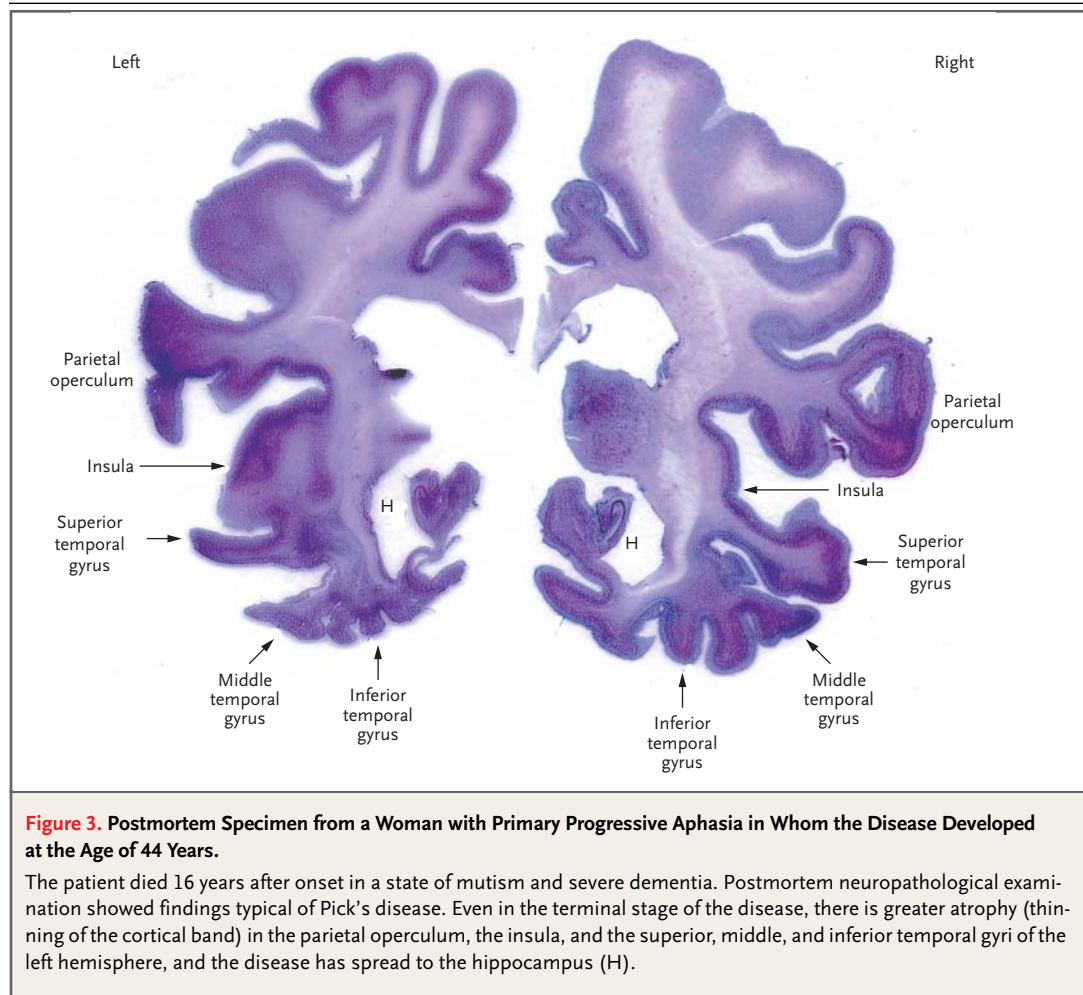 Left
Right
Parietal
operculum
Insula
Superior
temporal
gyrus
Middle
temporal
gyrus
Inferior
temporal
gyrus
H
H
Parietal
operculum
Insula
Superior
temporal
gyrus
Middle
temporal
gyrus
Inferior
temporal
gyrus
Figure 3. Postmortem Specimen from a Woman with Primary Progressive Aphasia in Whom the Disease Developed
at the Age of 44 Years.
The patient died 16 years after onset in a state of mutism and severe dementia. Postmortem neuropathological exami-
nation showed findings typical of Pick's disease. Even in the terminal stage of the disease, there is greater atrophy (thin-
ning of the cortical band) in the parietal operculum, the insula, and the superior, middle, and inferior temporal gyri of the
left hemisphere, and the disease has spread to the hippocampus (H).